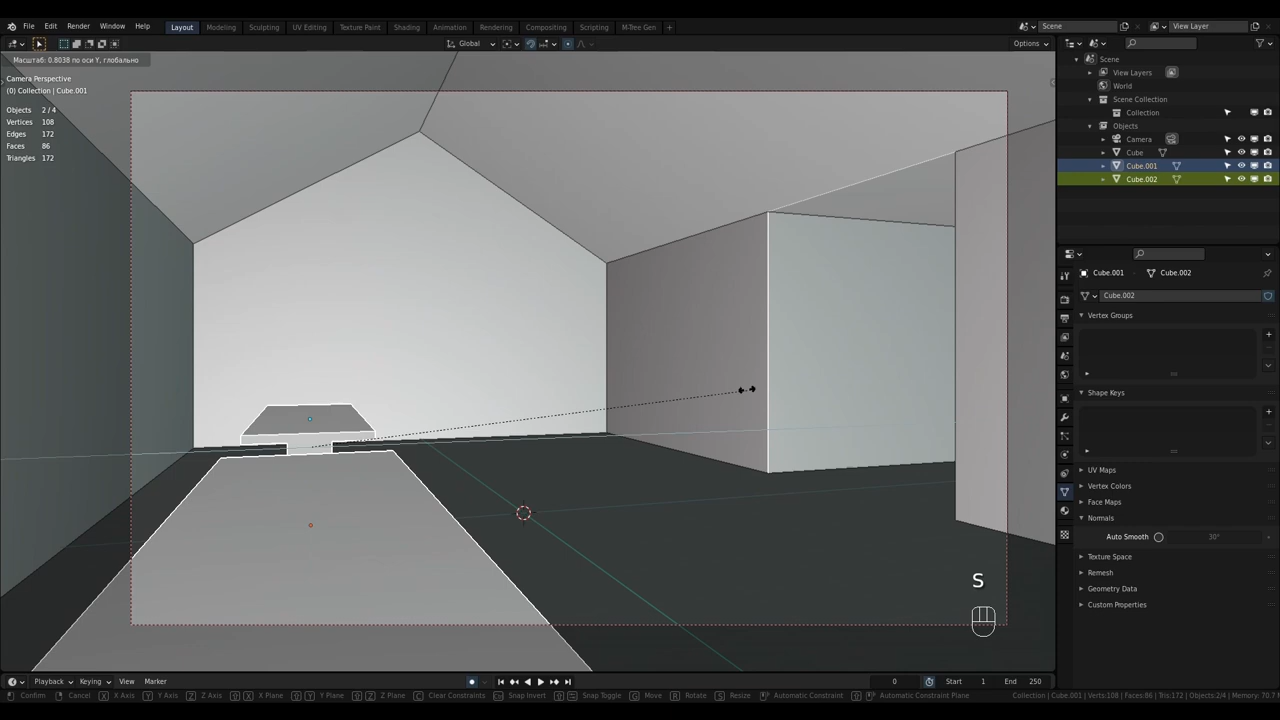 File Edit Render Window Help Layout Modeling Sculpting UV Editing Texture Paint Shading Animation Rendering Compositing Scripting M-Tree Gen + Scene View Layer
Global Options
Масштаб: 0.8038 по оси Y, глобально
Camera Perspective
(0) Collection | Cube.001
Objects 2 / 4
Vertices 108
Edges 172
Faces 86
Triangles 172
S
Scene
View Layers
World
Scene Collection
Collection
Objects
Camera
Cube
Cube.001
Cube.002
Cube.001 Cube.002
Cube.002
Vertex Groups
Shape Keys
UV Maps
Vertex Colors
Face Maps
Normals
Auto Smooth 30°
Texture Space
Remesh
Geometry Data
Custom Properties
Playback Keying View Marker 0 Start 1 End 250
Confirm Cancel X X Axis Y Y Axis Z Z Axis X X Plane Y Y Plane Z Z Plane C Clear Constraints Snap Invert Snap Toggle G Move R Rotate S Resize Automatic Constraint Automatic Constraint Plane Collection | Cube.001 | Verts:108 | Faces:86 | Tris:172 | Objects:2/4 | Memory: 70.7